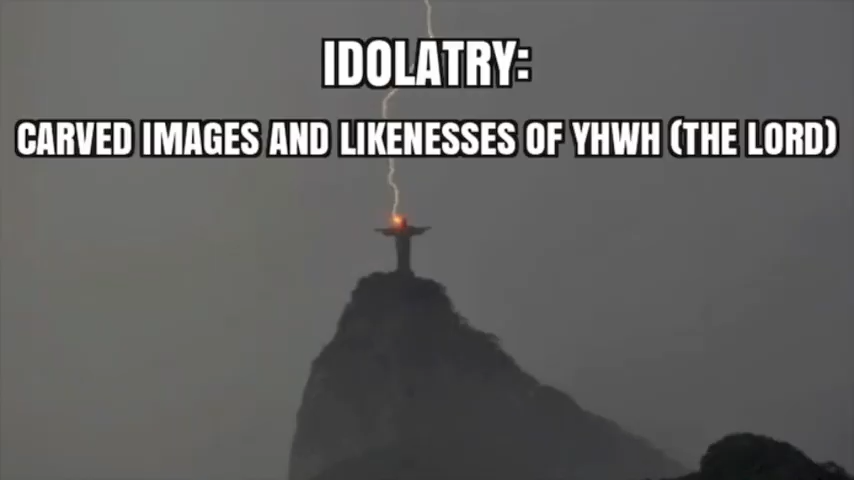 IDOLATRY:
CARVED IMAGES AND LIKENESSES OF YHWH (THE LORD)